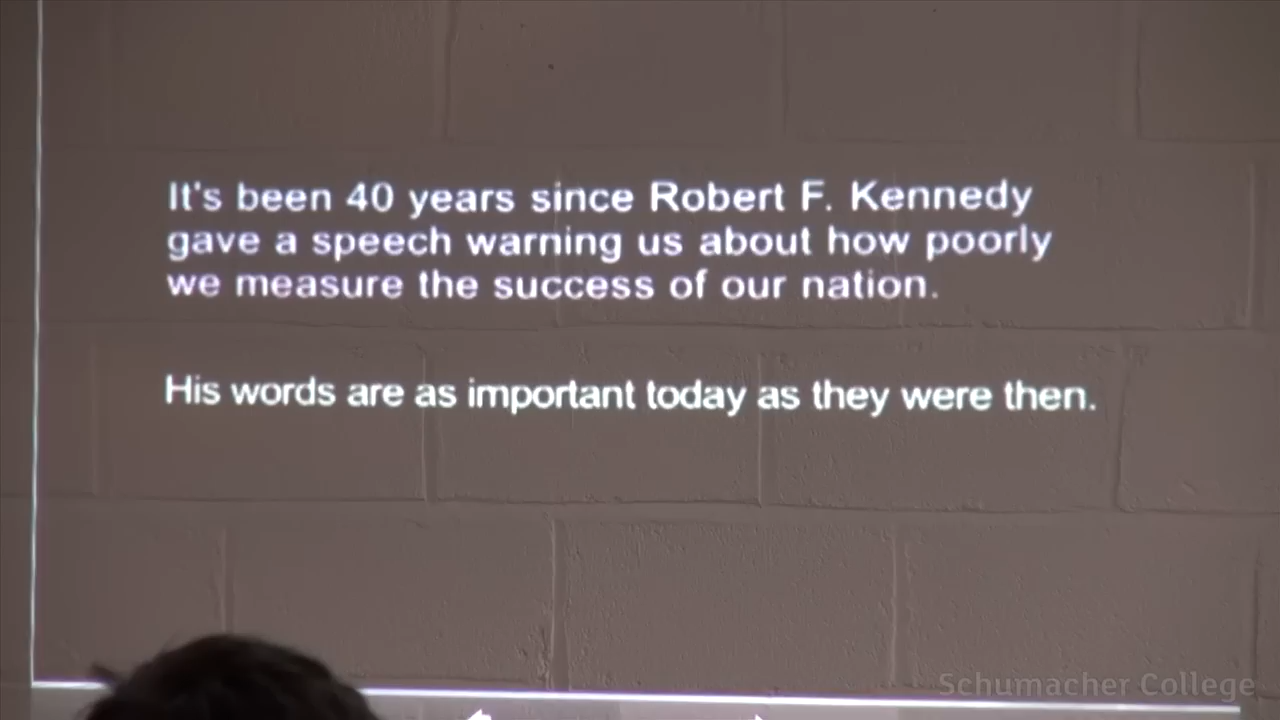 It's been 40 years since Robert F. Kennedy
gave a speech warning us about how poorly
we measure the success of our nation.
His words are as important today as they were then.
Schumacher College